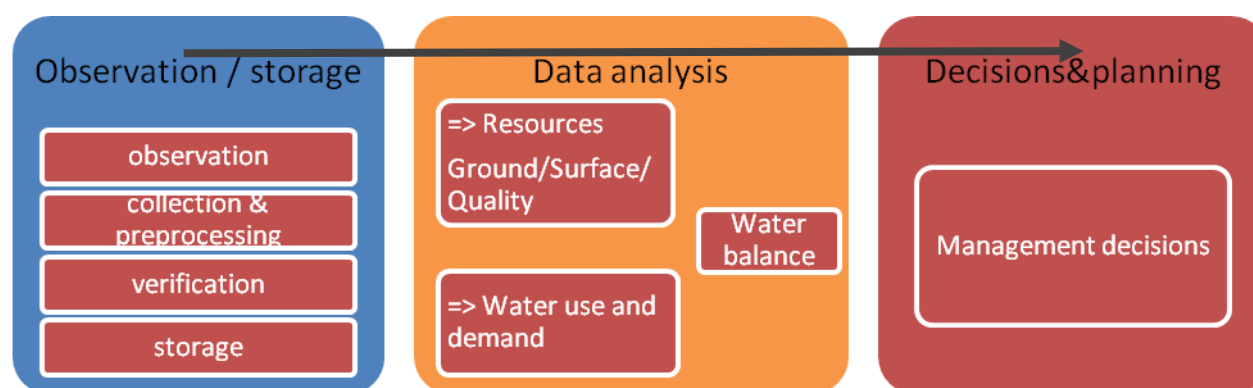 Observation / storage
observation
collection &
preprocessing
verification
storage
Data analysis
=> Resources
Ground/Surface/
Quality
Water
balance
=> Water use and
demand
Decisions&planning
Management decisions